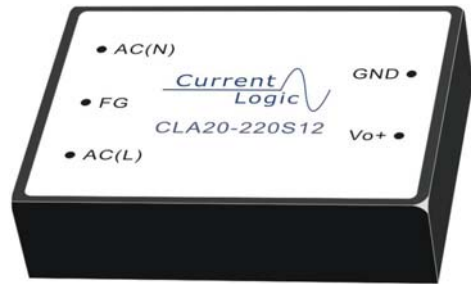 AC(N)
FG
AC(L)
Current
Logic
CLA20-220S12
GND
Vo+